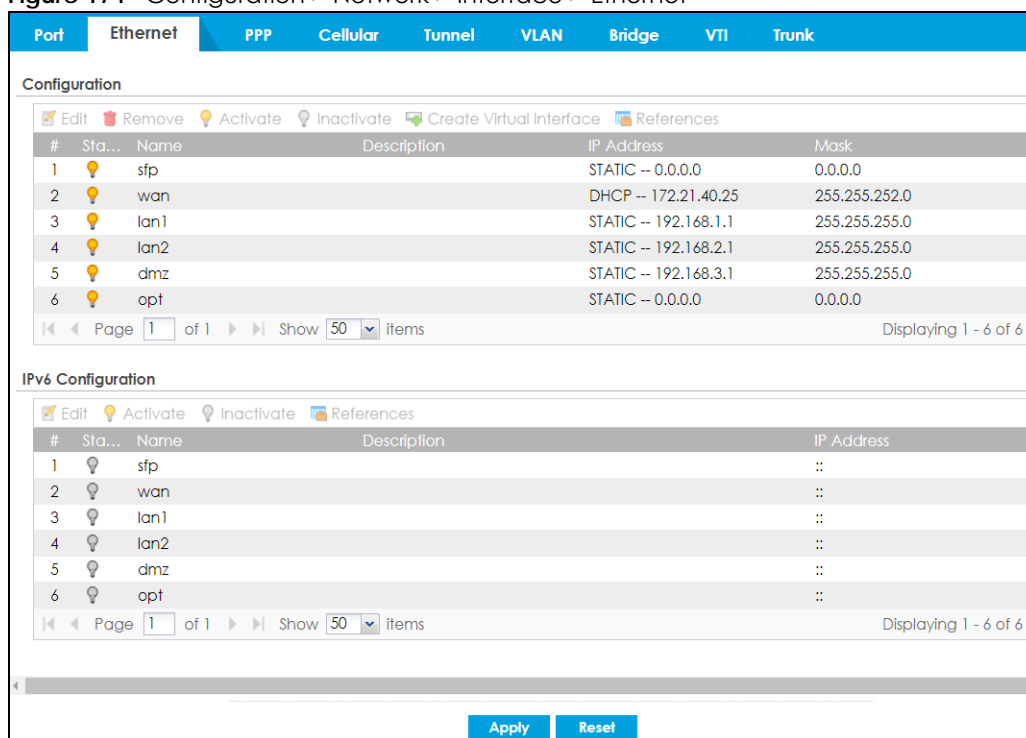 Figure 171 Configuration > Network > Interface > Ethernet
Port Ethernet PPP Cellular Tunnel VLAN Bridge VTI Trunk
Configuration
Edit Remove Activate Inactivate Create Virtual Interface References
# Sta... Name Description IP Address Mask
1 sfp STATIC -- 0.0.0.0 0.0.0.0
2 wan DHCP -- 172.21.40.25 255.255.252.0
3 lan1 STATIC -- 192.168.1.1 255.255.255.0
4 lan2 STATIC -- 192.168.2.1 255.255.255.0
5 dmz STATIC -- 192.168.3.1 255.255.255.0
6 opt STATIC -- 0.0.0.0 0.0.0.0
Page 1 of 1 Show 50 items Displaying 1 - 6 of 6
IPv6 Configuration
Edit Activate Inactivate References
# Sta... Name Description IP Address
1 sfp ::
2 wan ::
3 lan1 ::
4 lan2 ::
5 dmz ::
6 opt ::
Page 1 of 1 Show 50 items Displaying 1 - 6 of 6
Apply Reset